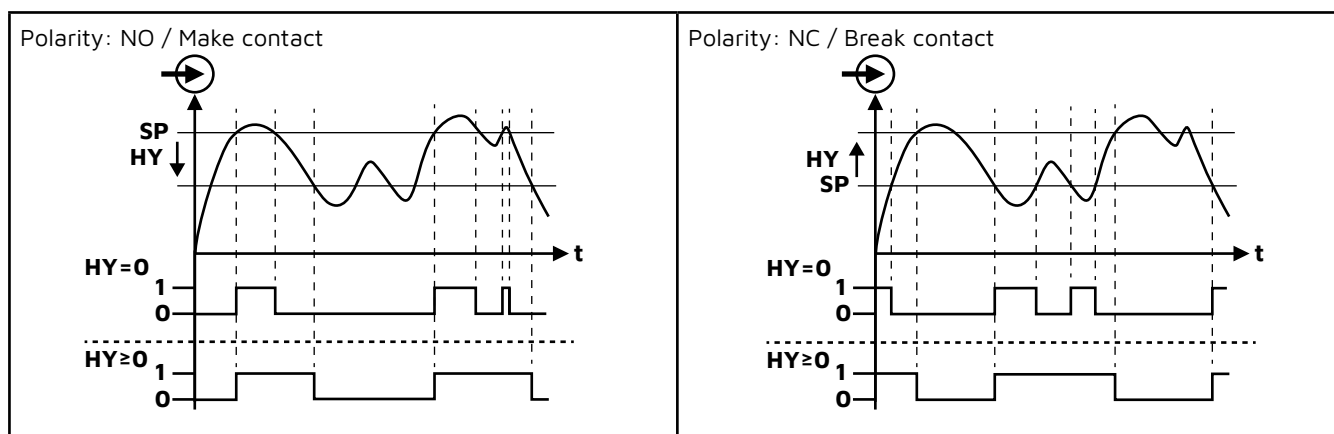 Polarity: NO / Make contact
SP
HY
t
HY=0
1
0
HY≥0
1
0
Polarity: NC / Break contact
HY
SP
t
HY=0
1
0
HY≥0
1
0